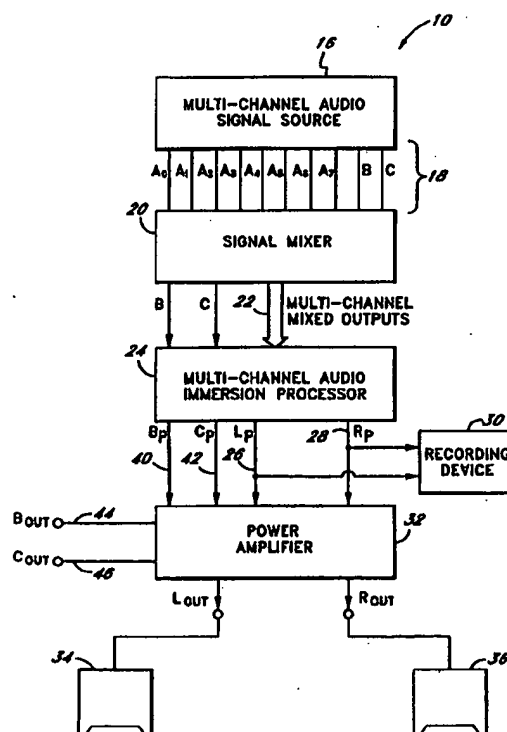 10
16
MULTI-CHANNEL AUDIO
SIGNAL SOURCE
A0 A1 A2 A3 A4 A5 A6 A7 B C
18
20
SIGNAL MIXER
B C 22 MULTI-CHANNEL
MIXED OUTPUTS
24
MULTI-CHANNEL AUDIO
IMMERSION PROCESSOR
30
BP CP LP RP
40 42 26 28
RECORDING
DEVICE
BOUT 44
COUT 46
POWER
AMPLIFIER
32
LOUT ROUT
34 36